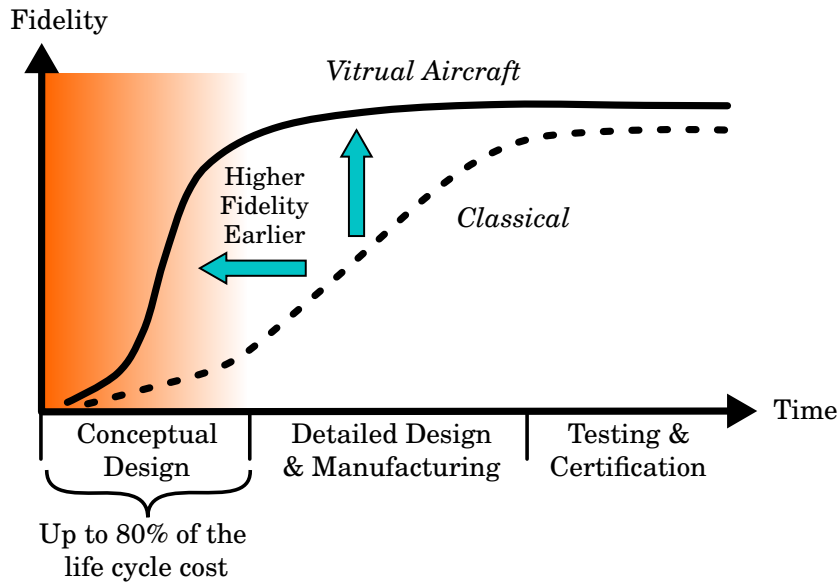 Fidelity
Vitrual Aircraft
Higher
Fidelity
Earlier
Classical
Time
Conceptual
Design
Detailed Design
& Manufacturing
Testing &
Certification
Up to 80% of the
life cycle cost